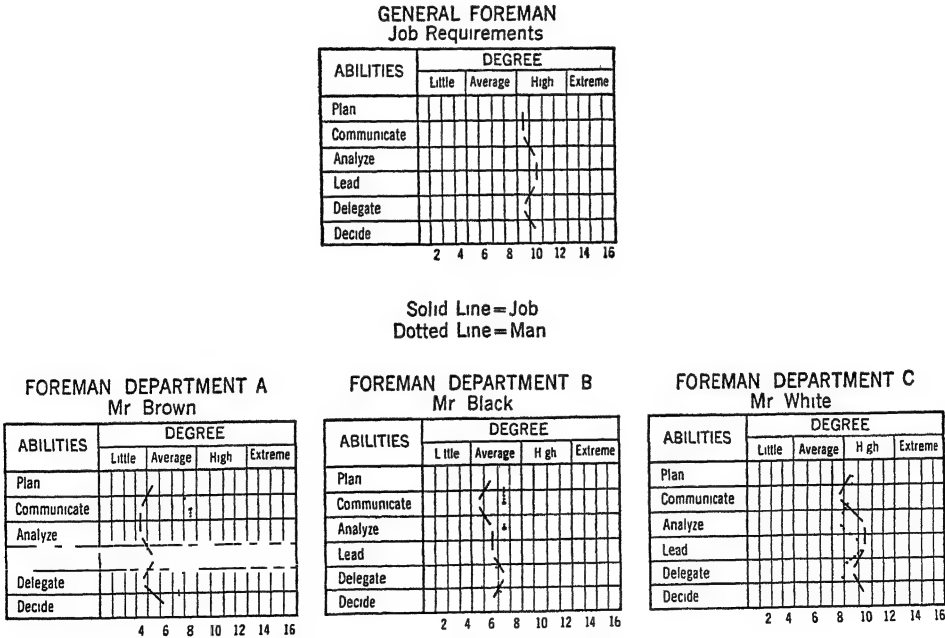 GENERAL FOREMAN
Job Requirements
ABILITIES
DEGREE
Little Average High Extreme
Plan
Communicate
Analyze
Lead
Delegate
Decide
2 4 6 8 10 12 14 16
Solid Line=Job
Dotted Line=Man
FOREMAN DEPARTMENT A
Mr Brown
ABILITIES
DEGREE
Little Average High Extreme
Plan
Communicate
Analyze
Delegate
Decide
4 6 8 10 12 14 16
FOREMAN DEPARTMENT B
Mr Black
ABILITIES
DEGREE
L ttle Average H gh Extreme
Plan
Communicate
Analyze
Lead
Delegate
Decide
2 4 6 8 10 12 14 16
FOREMAN DEPARTMENT C
Mr White
ABILITIES
DEGREE
Little Average H gh Extreme
Plan
Communicate
Analyze
Lead
Delegate
Decide
2 4 6 8 10 12 14 16